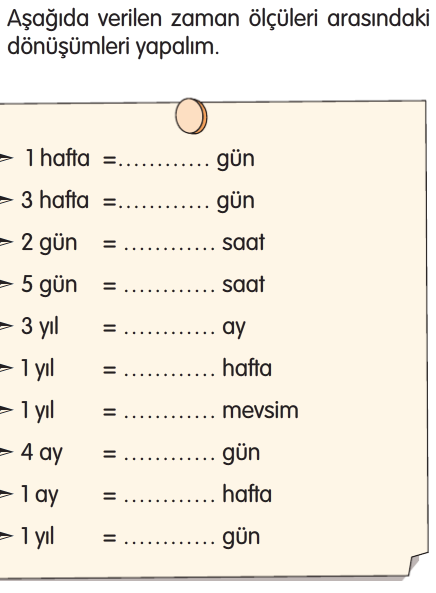 Aşağıda verilen zaman ölçüleri arasındaki
dönüşümleri yapalım.
1 hafta =............ gün
3 hafta =............ gün
2 gün = ............ saat
5 gün = ............ saat
3 yıl = ............ ay
1 yıl = ............ hafta
1 yıl = ............ mevsim
4 ay = ............ gün
1 ay = ............ hafta
1 yıl = ............ gün